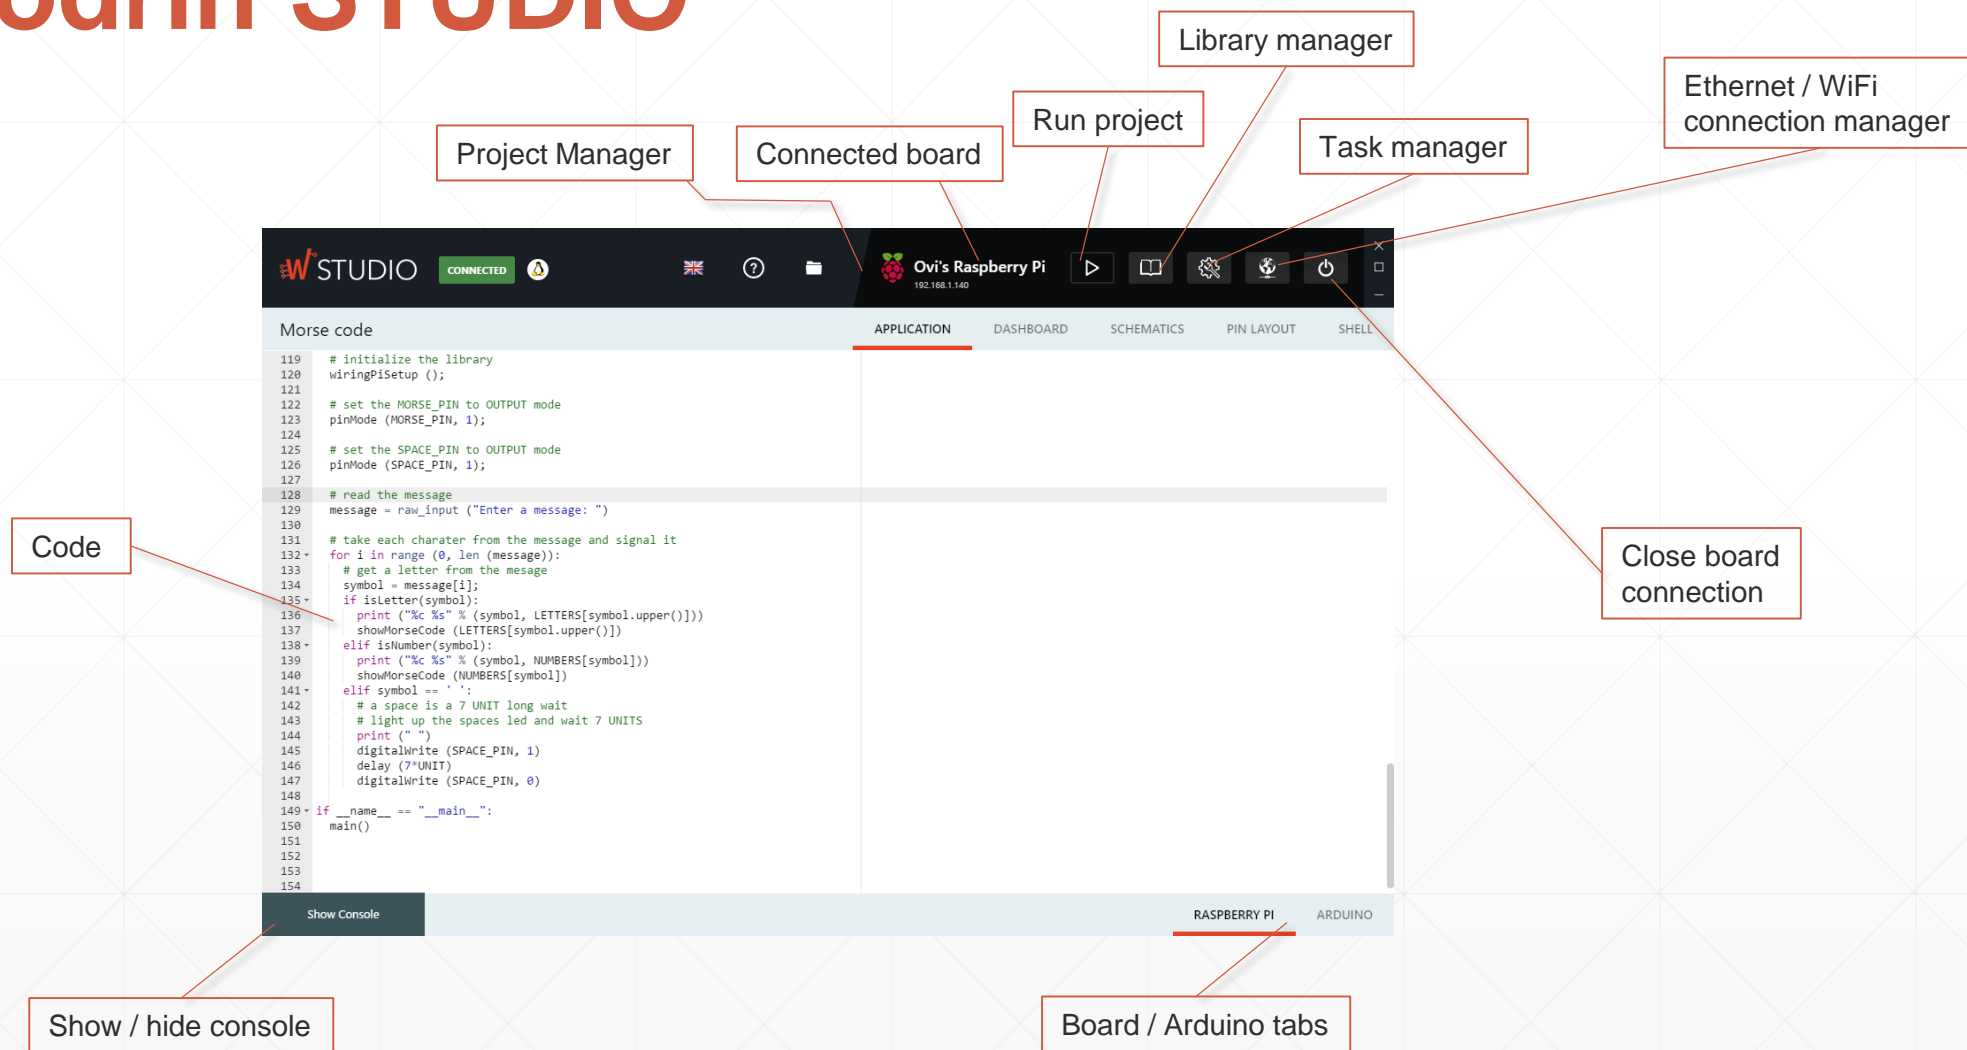 STUDIO
Library manager
Ethernet / WiFi
connection manager
Run project
Task manager
Project Manager
Connected board
W STUDIO
CONNECTED
?
Ovi's Raspberry Pi
192.168.1.140
Morse code
APPLICATION
DASHBOARD
SCHEMATICS
PIN LAYOUT
SHELL
119 # initialize the library
120 wiringPiSetup ();
121
122 # set the MORSE_PIN to OUTPUT mode
123 pinMode (MORSE_PIN, 1);
124
125 # set the SPACE_PIN to OUTPUT mode
126 pinMode (SPACE_PIN, 1);
127
128 # read the message
129 message = raw_input ("Enter a message: ")
130
131 # take each charater from the message and signal it
132 for i in range (0, len (message)):
133 # get a letter from the mesage
134 symbol = message[i];
135 if isLetter(symbol):
136 print ("%c %s" % (symbol, LETTERS[symbol.upper()]))
137 showMorseCode (LETTERS[symbol.upper()])
138 elif isNumber(symbol):
139 print ("%c %s" % (symbol, NUMBERS[symbol]))
140 showMorseCode (NUMBERS[symbol])
141 elif symbol == ' ':
142 # a space is a 7 UNIT long wait
143 # light up the spaces led and wait 7 UNITS
144 print (" ")
145 digitalWrite (SPACE_PIN, 1)
146 delay (7*UNIT)
147 digitalWrite (SPACE_PIN, 0)
148
149 if __name__ == "__main__":
150 main()
151
152
153
154
Code
Close board
connection
Show Console
RASPBERRY PI
ARDUINO
Show / hide console
Board / Arduino tabs